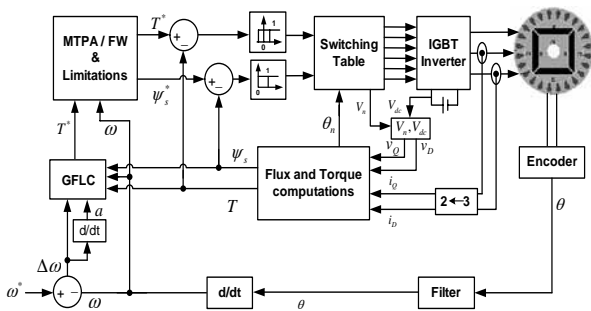 MTPA / FW
&
Limitations
T*
+
−
1
0
Switching
Table
IGBT
Inverter
ψs*
+
−
1
0
T*
ω
θn
Vn
Vdc
Vn,Vdc
vQ
vD
ψs
Flux and Torque
computations
T
iQ
iD
2←3
Encoder
θ
GFLC
a
d/dt
Δω
ω*
+
−
ω
d/dt
θ
Filter